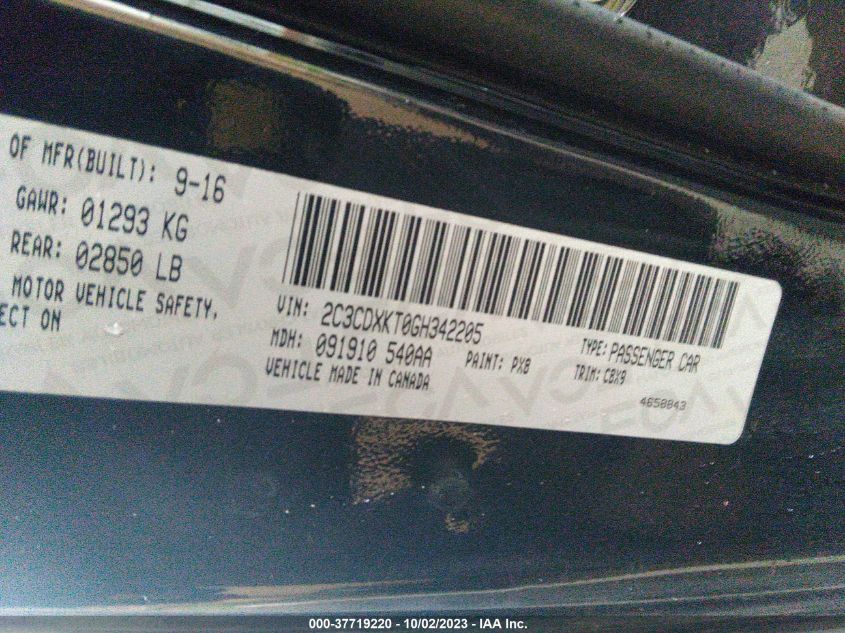 OF MFR(BUILT): 9-16
GAWR: 01293 KG
REAR: 02850 LB
MOTOR VEHICLE SAFETY,
ECT ON
VIN: 2C3CDXKT0GH342205
MDH: 091910 540AA
PAINT: PX8
VEHICLE MADE IN CANADA
TYPE: PASSENGER CAR
TRIM: CBX9
4658843
000-37719220 - 10/02/2023 - IAA Inc.